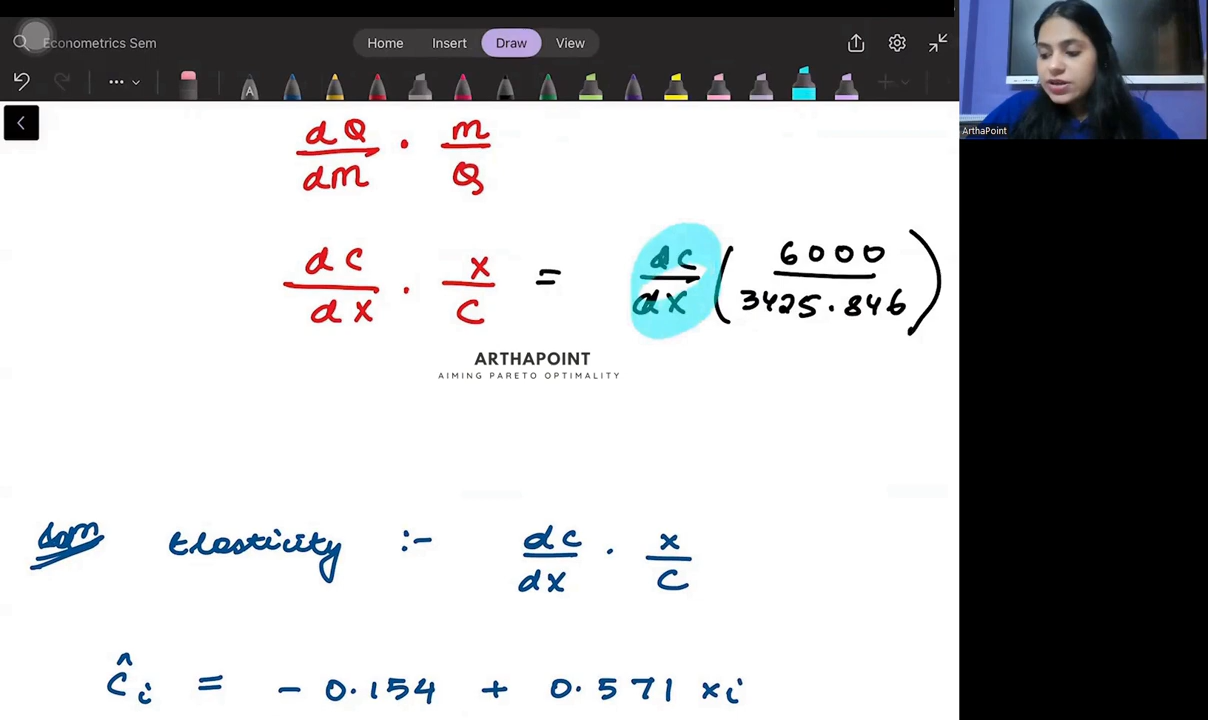 Econometrics Sem
Home Insert Draw View
A
ArthaPoint
dQ/dm · m/Q
dC/dX · X/C = dC/dX ( 6000/3425.846 )
ARTHAPOINT
AIMING PARETO OPTIMALITY
Elasticity :- dC/dX · X/C
Ĉi = - 0.154 + 0.571 Xi